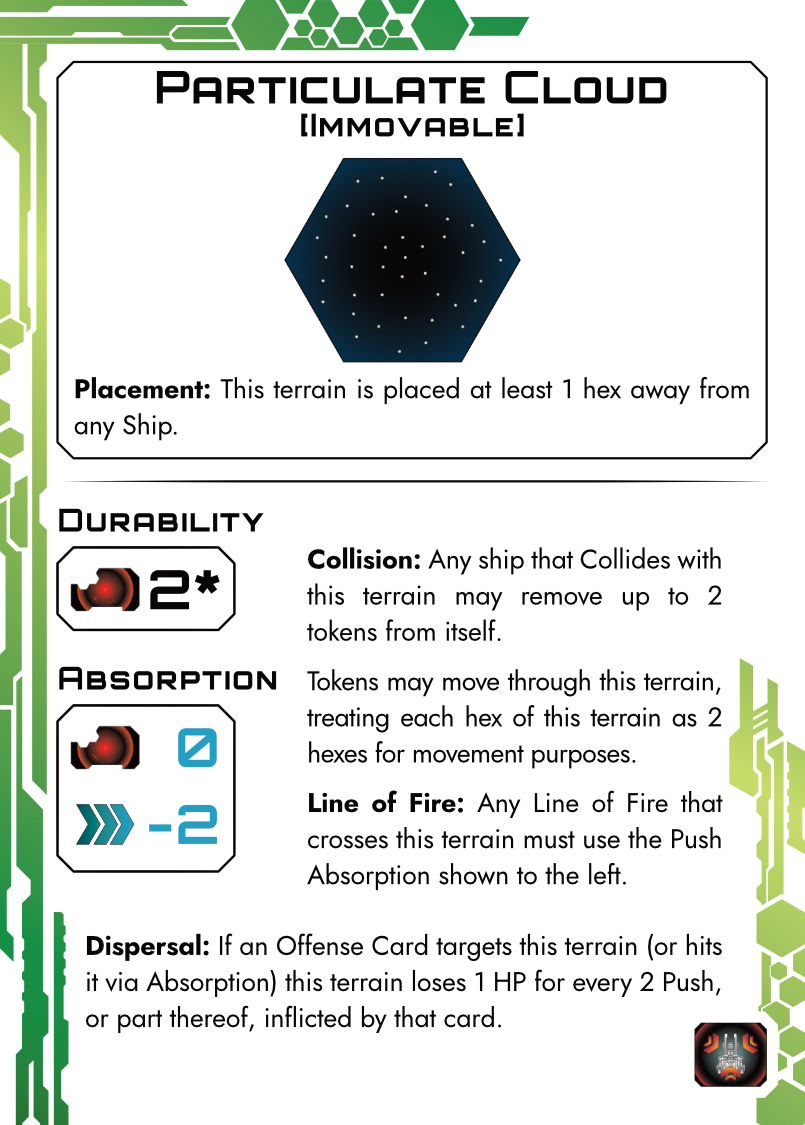 Particulate Cloud
[Immovable]
Placement: This terrain is placed at least 1 hex away from
any Ship.
Durability
2*
Absorption
0
-2
Collision: Any ship that Collides with
this terrain may remove up to 2
tokens from itself.
Tokens may move through this terrain,
treating each hex of this terrain as 2
hexes for movement purposes.
Line of Fire: Any Line of Fire that
crosses this terrain must use the Push
Absorption shown to the left.
Dispersal: If an Offense Card targets this terrain (or hits
it via Absorption) this terrain loses 1 HP for every 2 Push,
or part thereof, inflicted by that card.